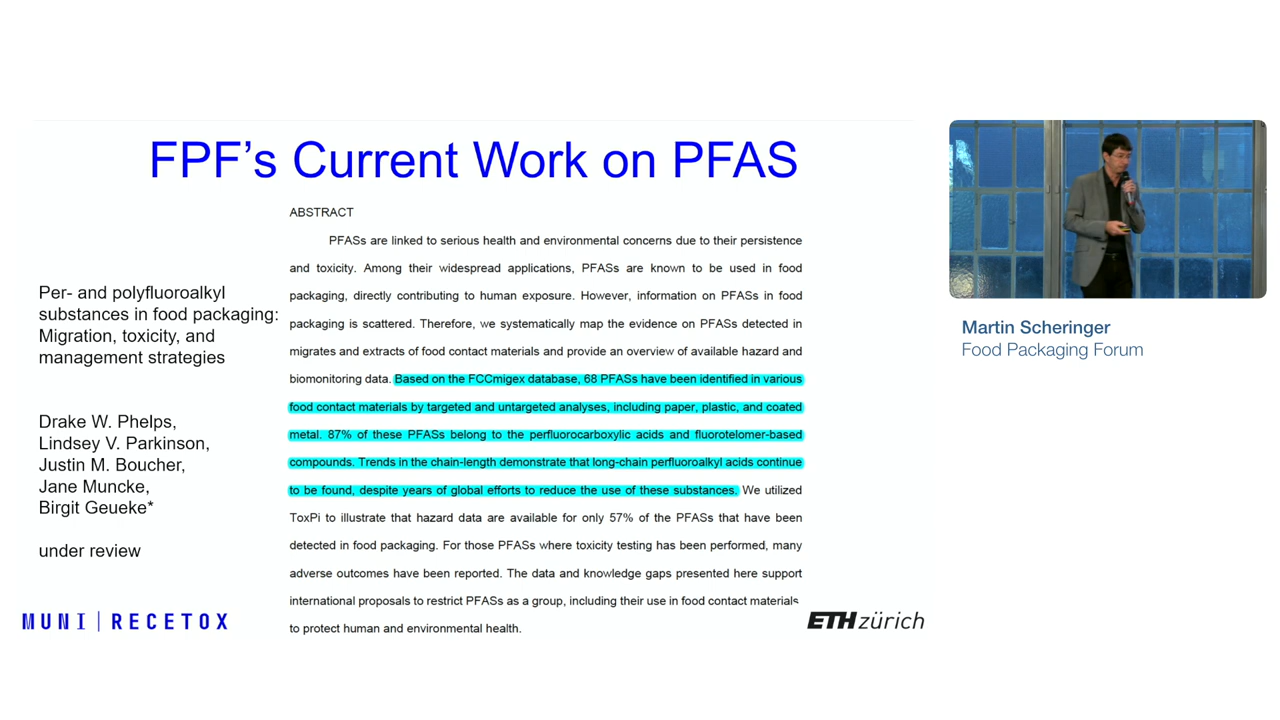 FPF's Current Work on PFAS
ABSTRACT
PFASs are linked to serious health and environmental concerns due to their persistence
and toxicity. Among their widespread applications, PFASs are known to be used in food
packaging, directly contributing to human exposure. However, information on PFASs in food
packaging is scattered. Therefore, we systematically map the evidence on PFASs detected in
migrates and extracts of food contact materials and provide an overview of available hazard and
biomonitoring data. Based on the FCCmigex database, 68 PFASs have been identified in various
food contact materials by targeted and untargeted analyses, including paper, plastic, and coated
metal. 87% of these PFASs belong to the perfluorocarboxylic acids and fluorotelomer-based
compounds. Trends in the chain-length demonstrate that long-chain perfluoroalkyl acids continue
to be found, despite years of global efforts to reduce the use of these substances. We utilized
ToxPi to illustrate that hazard data are available for only 57% of the PFASs that have been
detected in food packaging. For those PFASs where toxicity testing has been performed, many
adverse outcomes have been reported. The data and knowledge gaps presented here support
international proposals to restrict PFASs as a group, including their use in food contact materials
to protect human and environmental health.
Per- and polyfluoroalkyl
substances in food packaging:
Migration, toxicity, and
management strategies
Drake W. Phelps,
Lindsey V. Parkinson,
Justin M. Boucher,
Jane Muncke,
Birgit Geueke*
under review
MUNI | RECETOX
ETH zürich
Martin Scheringer
Food Packaging Forum